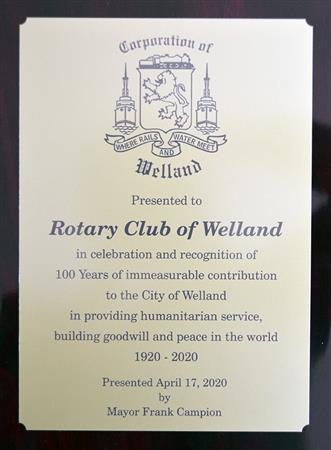 Corporation of
WHERE RAILS AND WATER MEET
Welland
Presented to
Rotary Club of Welland
in celebration and recognition of
100 Years of immeasurable contribution
to the City of Welland
in providing humanitarian service,
building goodwill and peace in the world
1920 - 2020
Presented April 17, 2020
by
Mayor Frank Campion